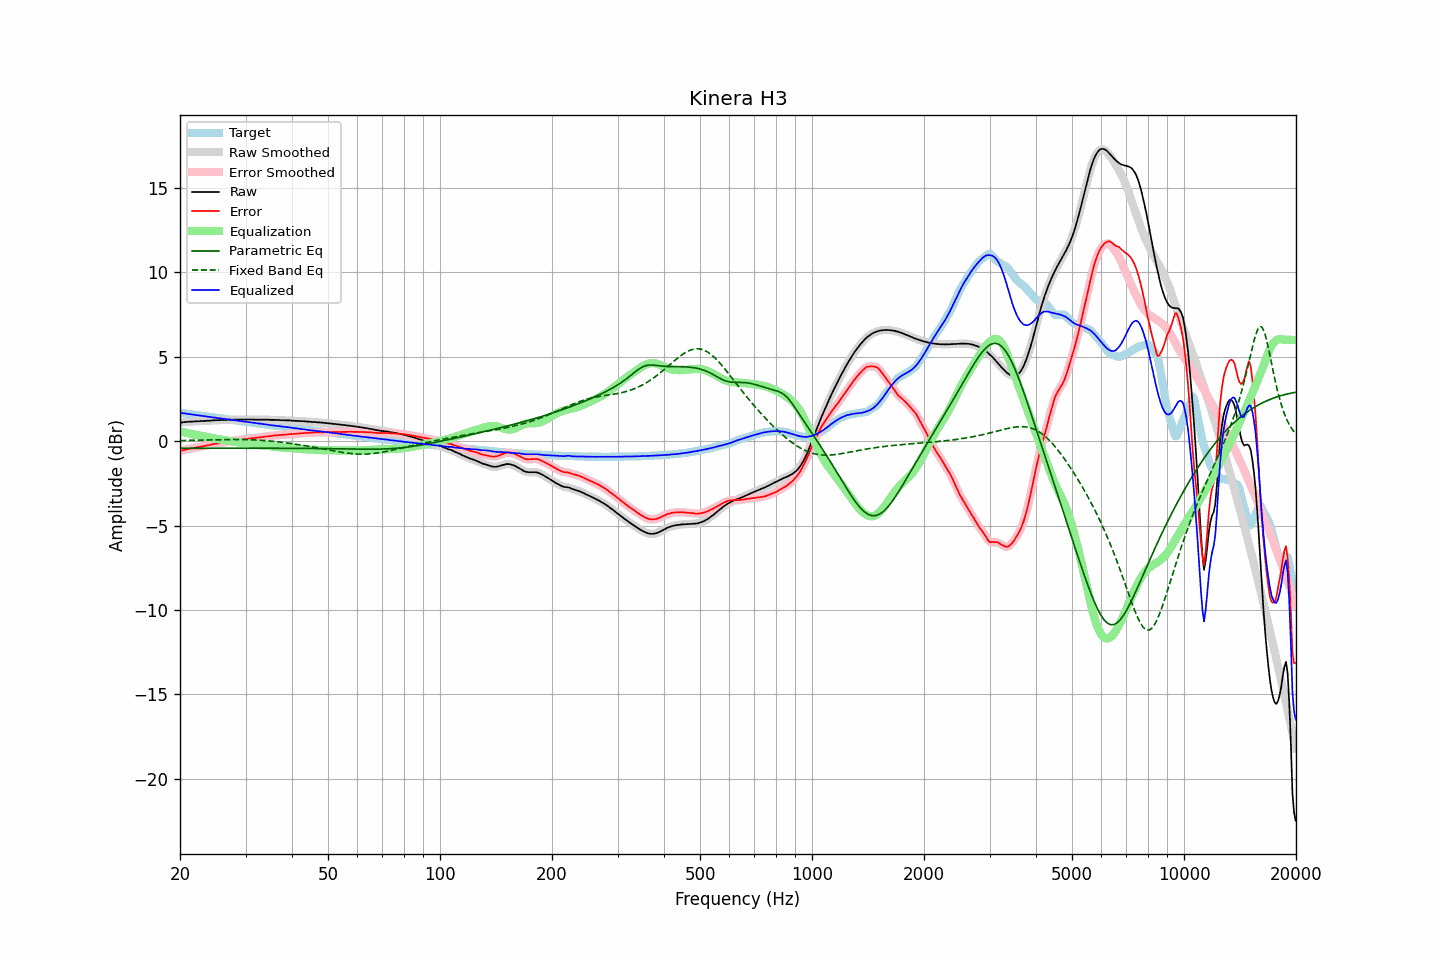 Kinera H3
Target
Raw Smoothed
Error Smoothed
Raw
Error
Equalization
Parametric Eq
Fixed Band Eq
Equalized
Amplitude (dBr)
15
10
5
0
−5
−10
−15
−20
20 50 100 200 500 1000 2000 5000 10000 20000
Frequency (Hz)